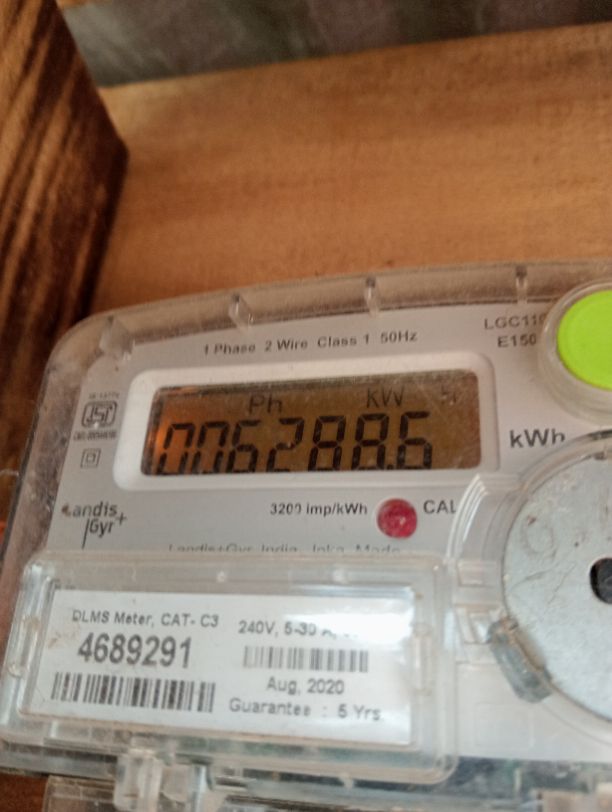 1 Phase 2 Wire Class 1 50Hz
E150
Ph kW
006288.6
kWh
ISI
3200 imp/kWh CAL
Landis
Gyr+
DLMS Meter, CAT- C3
4689291
240V, 5-30 A,
Aug, 2020
Guarantee : 5 Yrs.